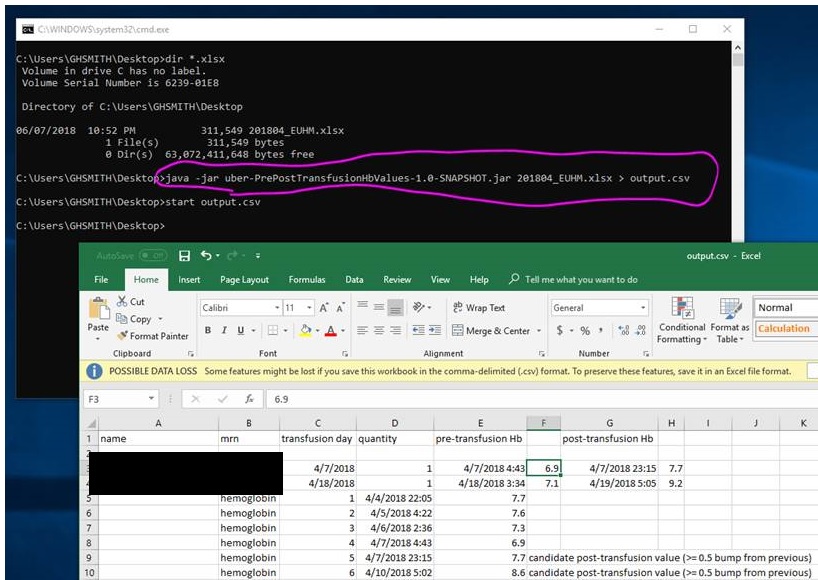 C:\WINDOWS\system32\cmd.exe
C:\Users\GHSMITH\Desktop>dir *.xlsx
Volume in drive C has no label.
Volume Serial Number is 6239-01E8
Directory of C:\Users\GHSMITH\Desktop
06/07/2018 10:52 PM 311,549 201804_EUHM.xlsx
1 File(s) 311,549 bytes
0 Dir(s) 63,072,411,648 bytes free
C:\Users\GHSMITH\Desktop>java -jar uber-PrePostTransfusionHbValues-1.0-SNAPSHOT.jar 201804_EUHM.xlsx > output.csv
C:\Users\GHSMITH\Desktop>start output.csv
C:\Users\GHSMITH\Desktop>
AutoSave Off output.csv - Excel
File Home Insert Page Layout Formulas Data Review View Help Tell me what you want to do
Paste Cut Copy Format Painter
Calibri 11
B I U
Wrap Text
Merge & Center
General
$ % ,
Conditional Formatting Format as Table
Normal
Calculation
Clipboard Font Alignment Number
POSSIBLE DATA LOSS Some features might be lost if you save this workbook in the comma-delimited (.csv) format. To preserve these features, save it in an Excel file format.
F3 fx 6.9
A B C D E F G H I J K
1 name mrn transfusion day quantity pre-transfusion Hb post-transfusion Hb
2
3 4/7/2018 1 4/7/2018 4:43 6.9 4/7/2018 23:15 7.7
4 4/18/2018 1 4/18/2018 3:34 7.1 4/19/2018 5:05 9.2
5 hemoglobin 1 4/4/2018 22:05 7.7
6 hemoglobin 2 4/5/2018 4:22 7.6
7 hemoglobin 3 4/6/2018 2:36 7.3
8 hemoglobin 4 4/7/2018 4:43 6.9
9 hemoglobin 5 4/7/2018 23:15 7.7 candidate post-transfusion value (>= 0.5 bump from previous)
10 hemoglobin 6 4/10/2018 5:02 8.6 candidate post-transfusion value (>= 0.5 bump from previous)